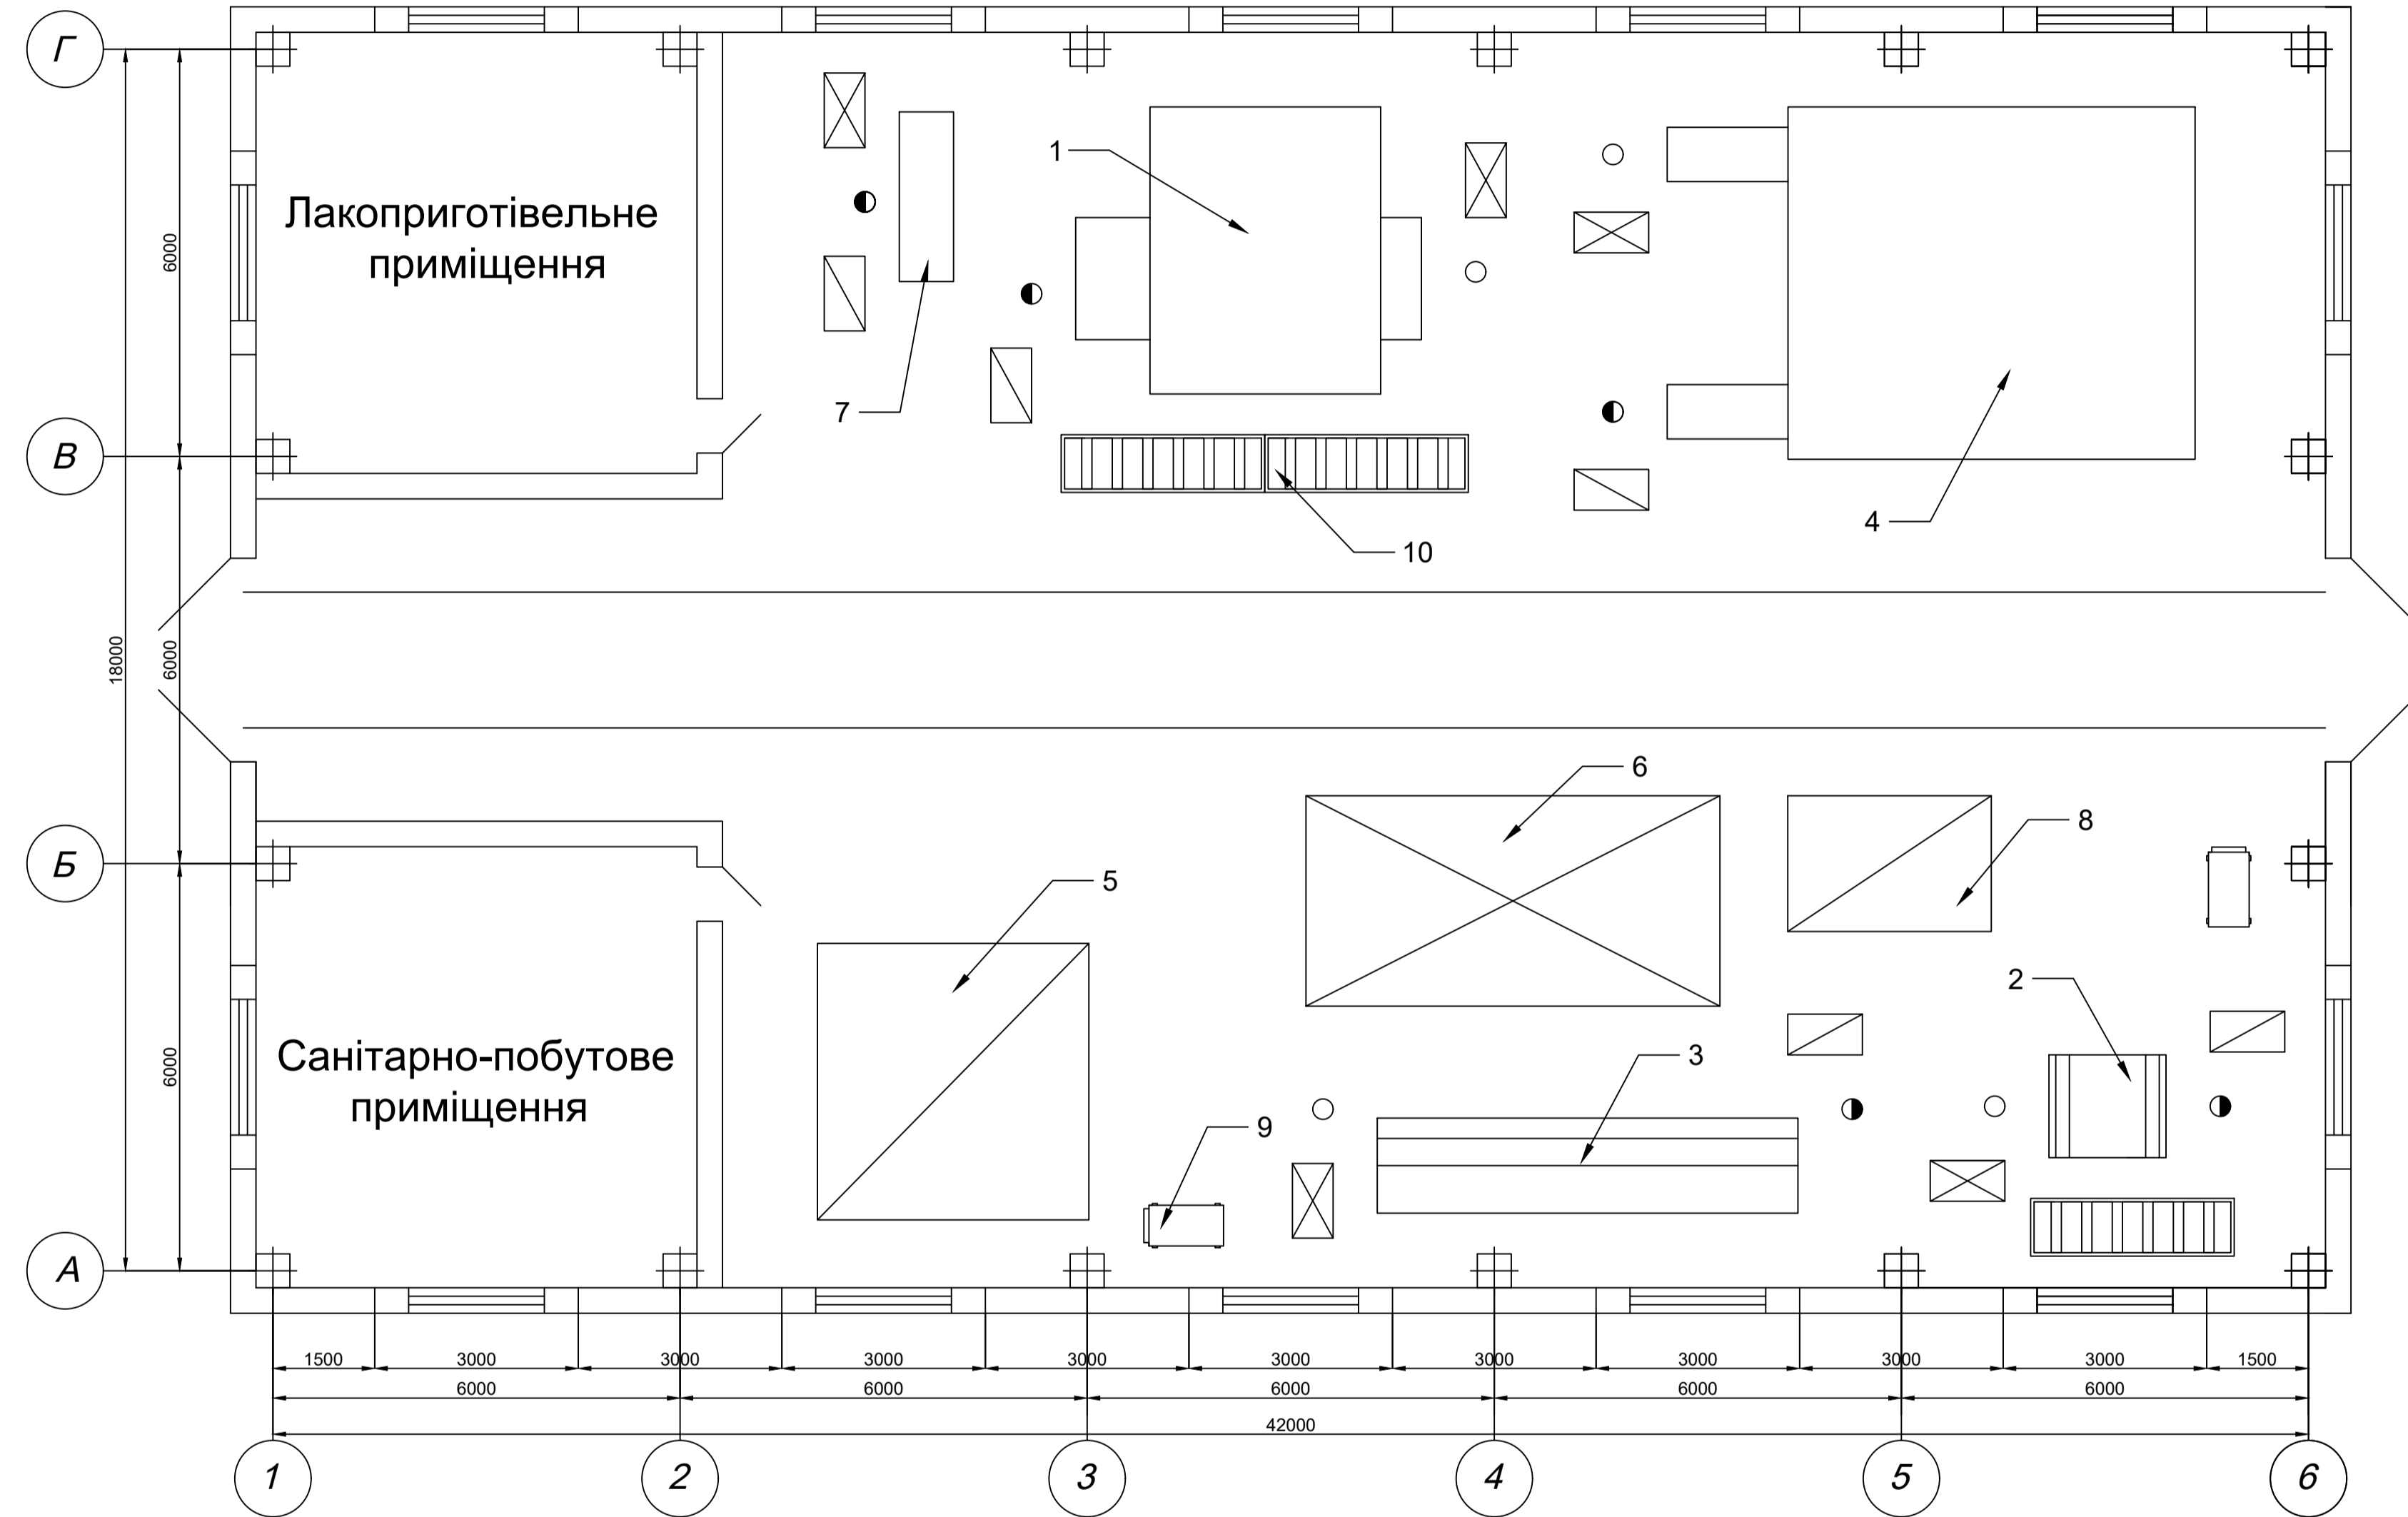 Г
1
Лакоприготівельне
приміщення
6000
7
В
4
10
18000
6000
6
8
Б
5
2
Санітарно-побутове
приміщення
6000
3
9
А
1500 3000 3000 3000 3000 3000 3000 3000 3000 3000 1500
6000 6000 6000 6000 6000
42000
1 2 3 4 5 6